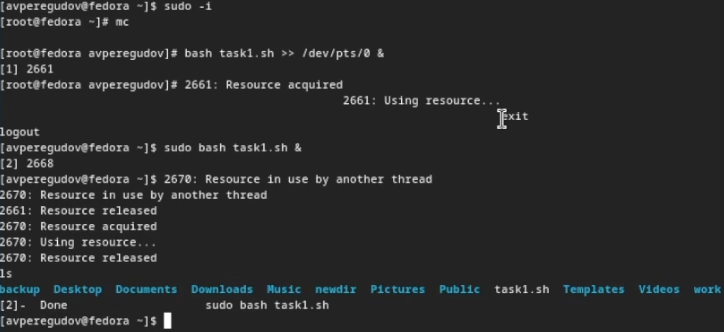 [avperegudov@fedora ~]$ sudo -i
[root@fedora ~]# mc
[root@fedora avperegudov]# bash task1.sh >> /dev/pts/0 &
[1] 2661
[root@fedora avperegudov]# 2661: Resource acquired
2661: Using resource...
exit
logout
[avperegudov@fedora ~]$ sudo bash task1.sh &
[2] 2668
[avperegudov@fedora ~]$ 2670: Resource in use by another thread
2670: Resource in use by another thread
2661: Resource released
2670: Resource acquired
2670: Using resource...
2670: Resource released
ls
backup Desktop Documents Downloads Music newdir Pictures Public task1.sh Templates Videos work
[2]- Done sudo bash task1.sh
[avperegudov@fedora ~]$